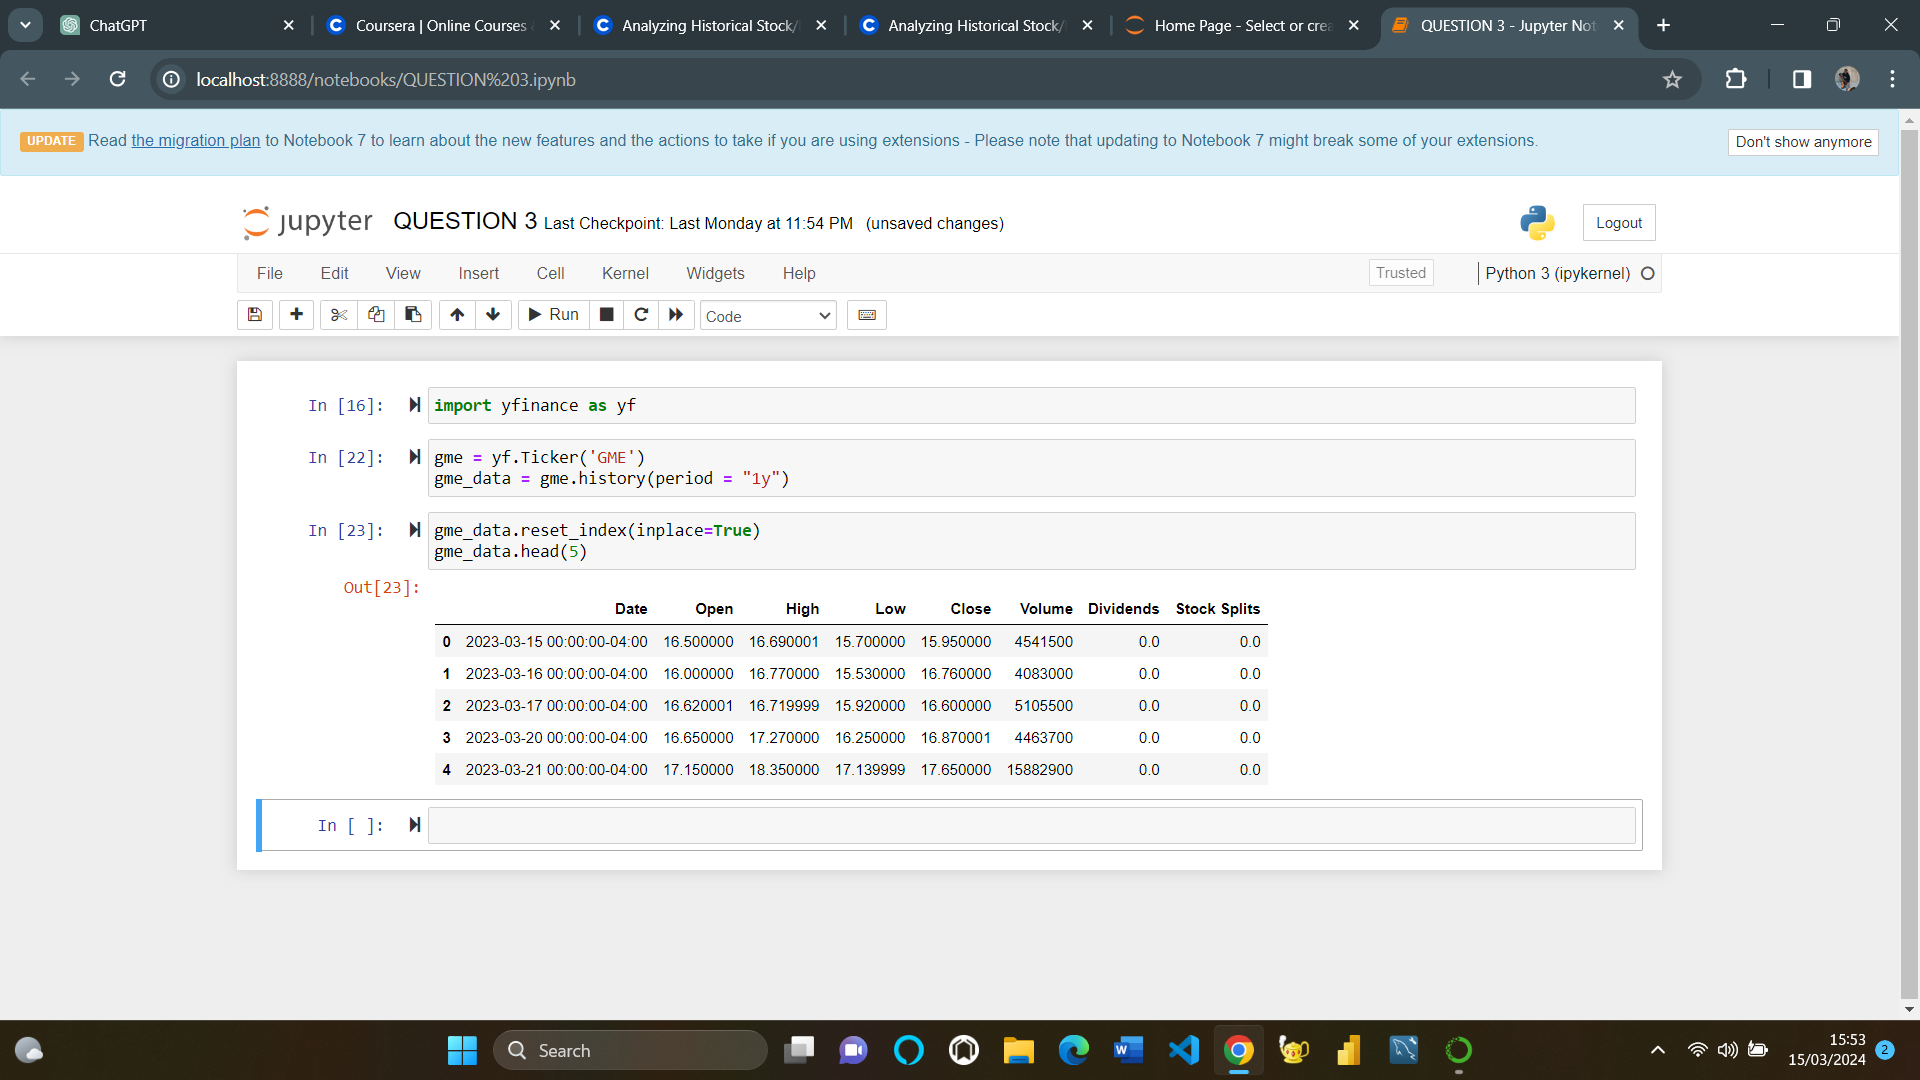 ChatGPT
Coursera | Online Courses
Analyzing Historical Stock/
Analyzing Historical Stock/
Home Page - Select or crea
QUESTION 3 - Jupyter Not
localhost:8888/notebooks/QUESTION%203.ipynb
UPDATE Read the migration plan to Notebook 7 to learn about the new features and the actions to take if you are using extensions - Please note that updating to Notebook 7 might break some of your extensions.
Don't show anymore
jupyter QUESTION 3 Last Checkpoint: Last Monday at 11:54 PM (unsaved changes)
Logout
File Edit View Insert Cell Kernel Widgets Help
Trusted
Python 3 (ipykernel)
Run
Code
In [16]: import yfinance as yf
In [22]: gme = yf.Ticker('GME')
gme_data = gme.history(period = "1y")
In [23]: gme_data.reset_index(inplace=True)
gme_data.head(5)
Out[23]:
Date Open High Low Close Volume Dividends Stock Splits
0 2023-03-15 00:00:00-04:00 16.500000 16.690001 15.700000 15.950000 4541500 0.0 0.0
1 2023-03-16 00:00:00-04:00 16.000000 16.770000 15.530000 16.760000 4083000 0.0 0.0
2 2023-03-17 00:00:00-04:00 16.620001 16.719999 15.920000 16.600000 5105500 0.0 0.0
3 2023-03-20 00:00:00-04:00 16.650000 17.270000 16.250000 16.870001 4463700 0.0 0.0
4 2023-03-21 00:00:00-04:00 17.150000 18.350000 17.139999 17.650000 15882900 0.0 0.0
In [ ]:
Search
15:53
15/03/2024
2